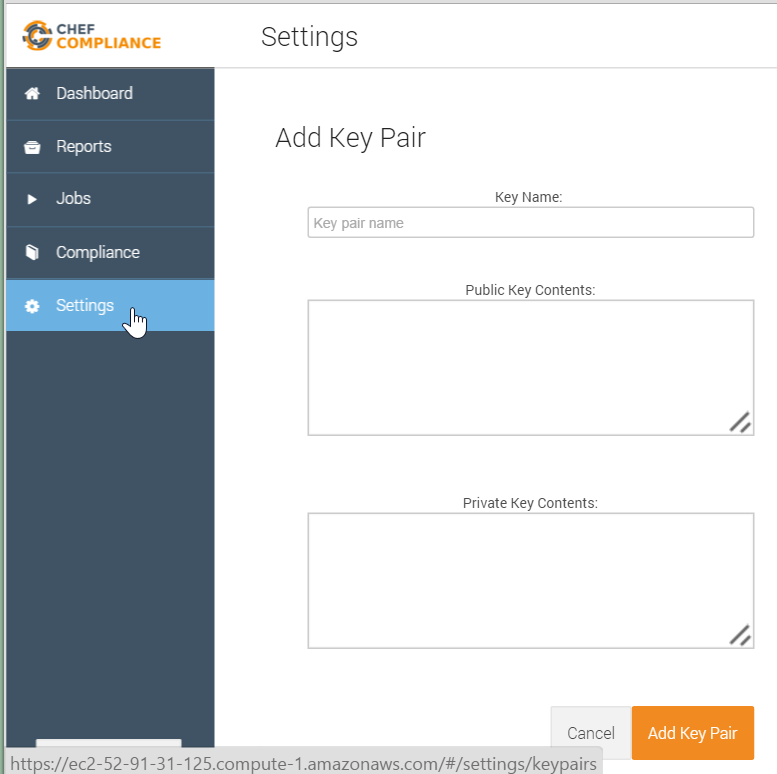 CHEF
COMPLIANCE
Settings
Dashboard
Reports
Jobs
Compliance
Settings
Add Key Pair
Key Name:
Key pair name
Public Key Contents:
Private Key Contents:
Cancel
Add Key Pair
https://ec2-52-91-31-125.compute-1.amazonaws.com/#/settings/keypairs